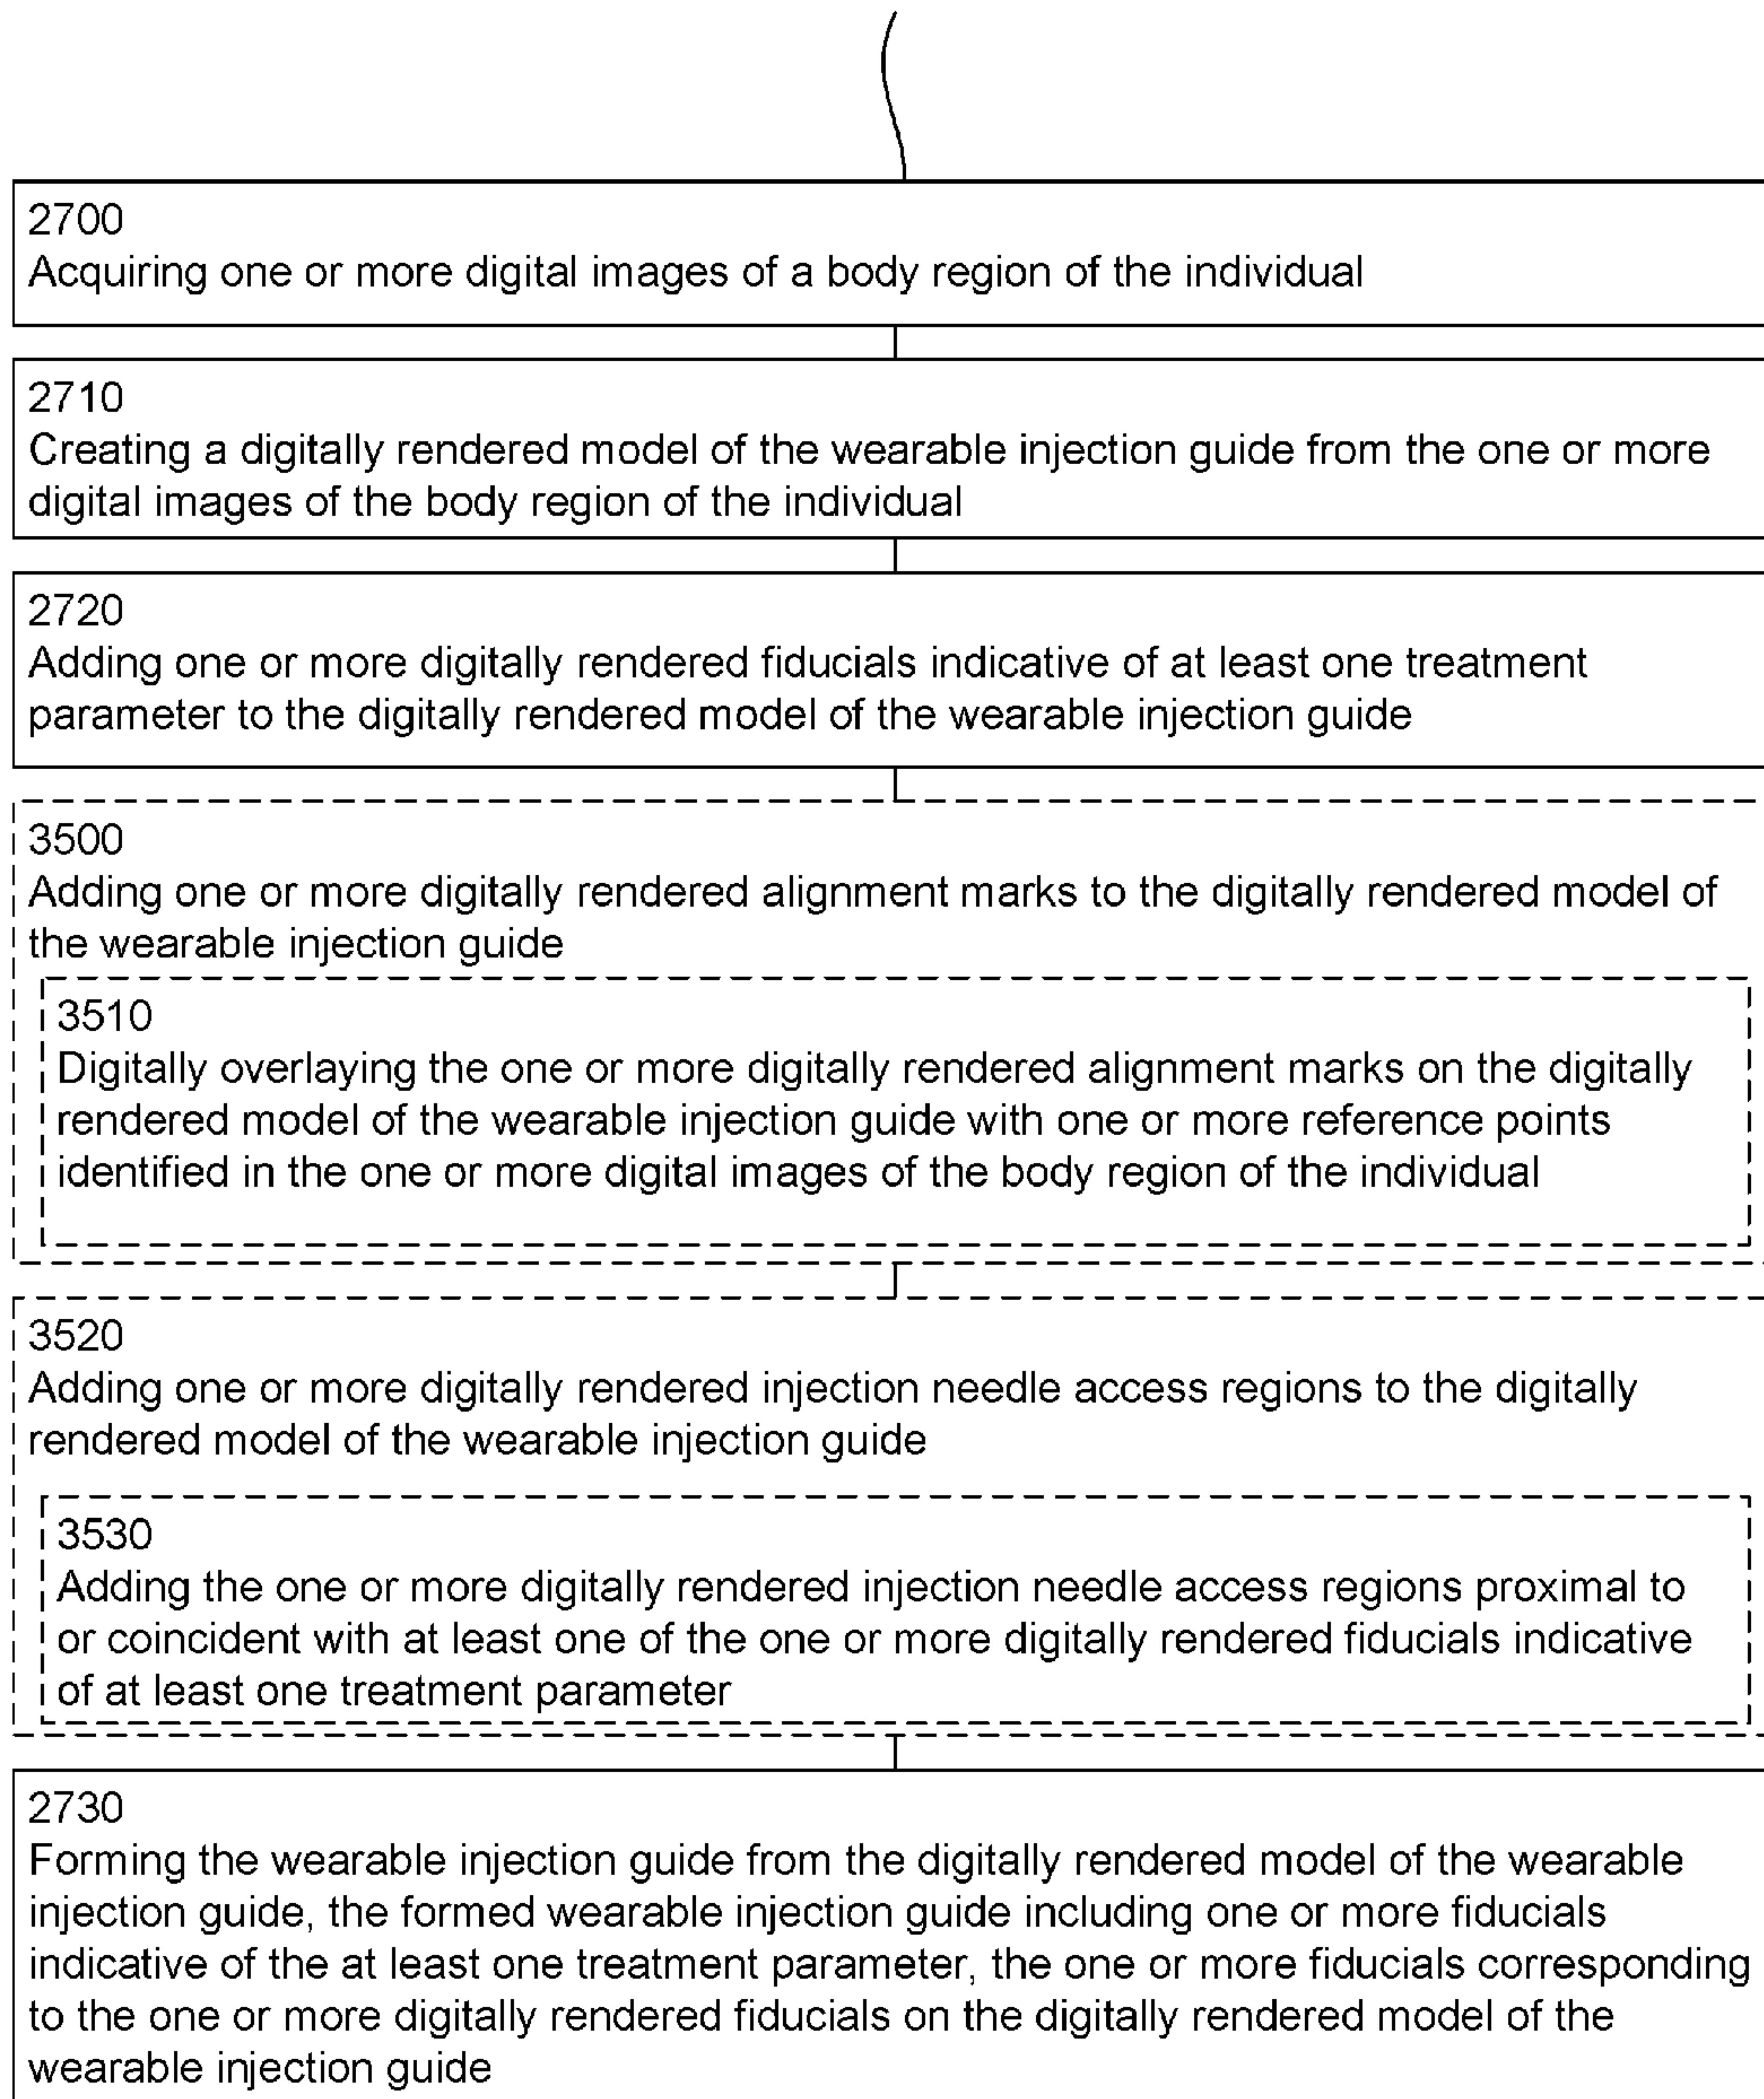 2700
Acquiring one or more digital images of a body region of the individual
2710
Creating a digitally rendered model of the wearable injection guide from the one or more
digital images of the body region of the individual
2720
Adding one or more digitally rendered fiducials indicative of at least one treatment
parameter to the digitally rendered model of the wearable injection guide
3500
Adding one or more digitally rendered alignment marks to the digitally rendered model of
the wearable injection guide
3510
Digitally overlaying the one or more digitally rendered alignment marks on the digitally
rendered model of the wearable injection guide with one or more reference points
identified in the one or more digital images of the body region of the individual
3520
Adding one or more digitally rendered injection needle access regions to the digitally
rendered model of the wearable injection guide
3530
Adding the one or more digitally rendered injection needle access regions proximal to
or coincident with at least one of the one or more digitally rendered fiducials indicative
of at least one treatment parameter
2730
Forming the wearable injection guide from the digitally rendered model of the wearable
injection guide, the formed wearable injection guide including one or more fiducials
indicative of the at least one treatment parameter, the one or more fiducials corresponding
to the one or more digitally rendered fiducials on the digitally rendered model of the
wearable injection guide